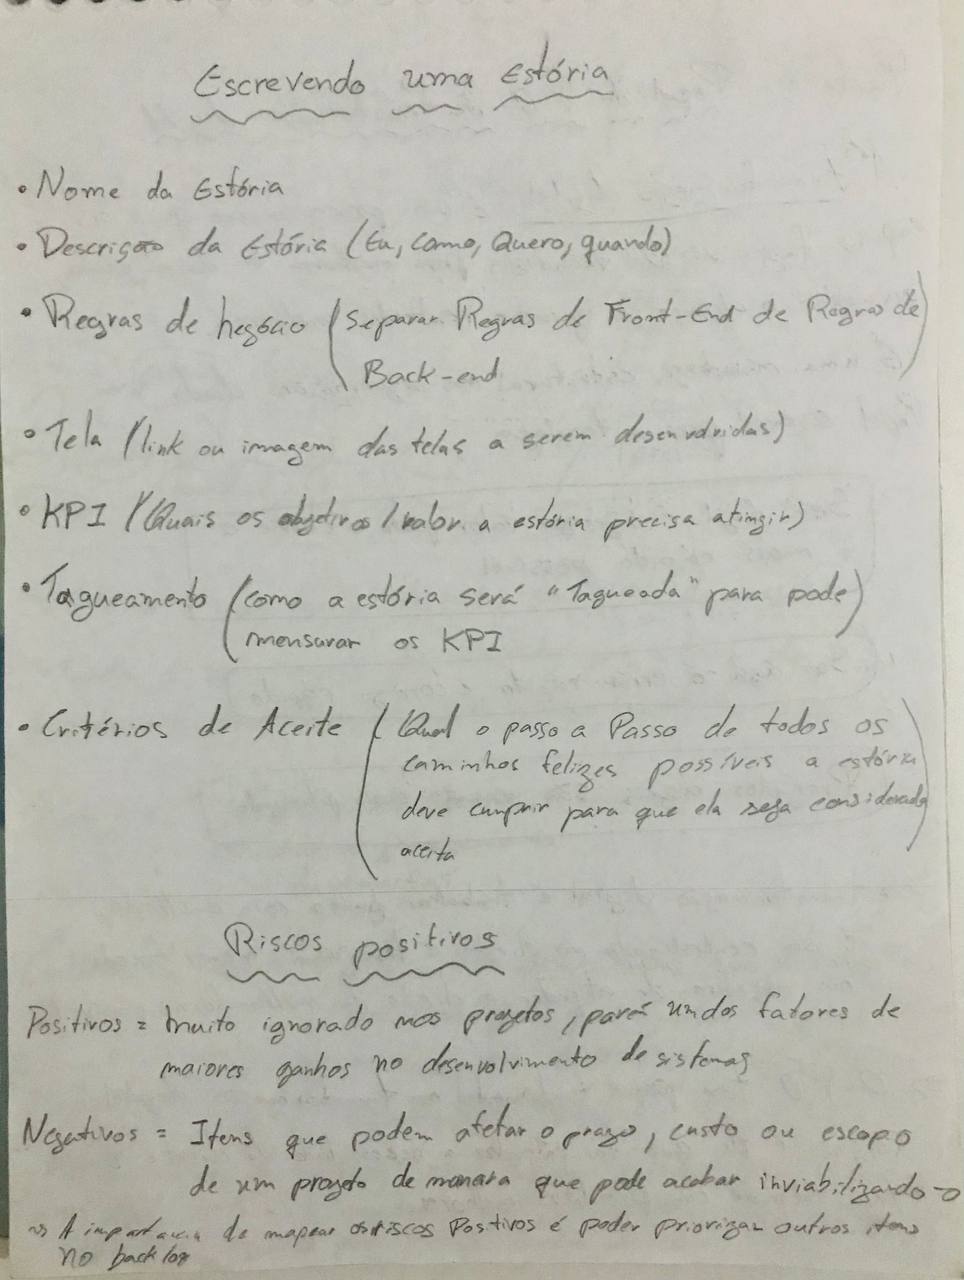 Escrevendo uma Estória
• Nome da Estória
• Descrição da Estória (Eu, Como, Quero, quando)
• Regras de negócio (Separar Regras de Front-End de Regras de
Back-end
• Tela (link ou imagem das telas a serem desenvolvidas)
• KPI (Quais os objetivos / valor a estória precisa atingir)
• Tagueamento (como a estória será "Tagueada" para pode)
mensurar os KPI
• Critérios de Aceite (Qual o passo a Passo de todos os
caminhos felizes possíveis a estória
deve cumprir para que ela seja considerada
aceita
Riscos positivos
Positivos = muito ignorado nos projetos, fatores de
maiores ganhos no desenvolvimento de sistemas
Negativos = Itens que podem afetar o prazo, custo ou escopo
de um projeto de maneira que pode acabar inviabilizando-o
~> A importancia de mapear os riscos Positivos é poder priorizar outros itens
no backlog